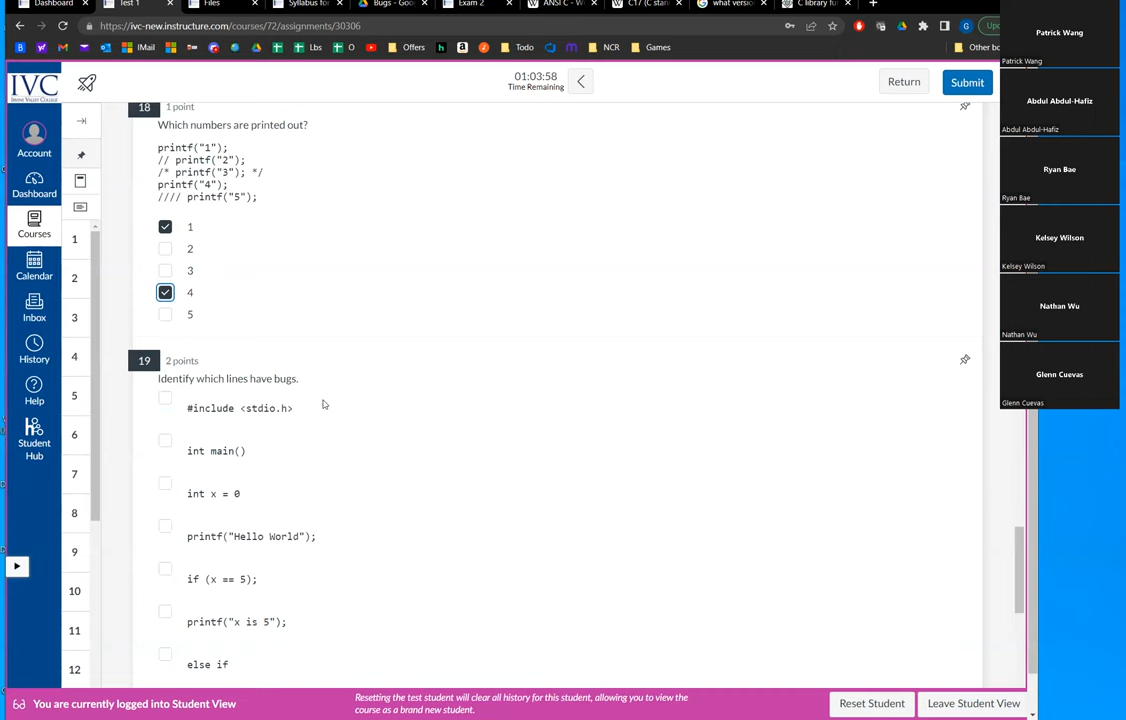 Dashboard
Test 1
Files
Syllabus for
Bugs - Goo
Exam 2
ANSI C - W
C17 (C stan
what version
C library fu
https://ivc-new.instructure.com/courses/72/assignments/30306
G
IMail
Lbs
Offers
Todo
NCR
Games
Other bo
IVC
01:03:58
Time Remaining
Return
Submit
Account
Dashboard
Courses
Calendar
Inbox
History
Help
Student
Hub
1
2
3
4
5
6
7
8
9
10
11
12
18
1 point
Which numbers are printed out?
printf("1");
// printf("2");
/* printf("3"); */
printf("4");
//// printf("5");
1
2
3
4
5
19
2 points
Identify which lines have bugs.
#include <stdio.h>
int main()
int x = 0
printf("Hello World");
if (x == 5);
printf("x is 5");
else if
Patrick Wang
Patrick Wang
Abdul Abdul-Hafiz
Abdul Abdul-Hafiz
Ryan Bae
Ryan Bae
Kelsey Wilson
Kelsey Wilson
Nathan Wu
Nathan Wu
Glenn Cuevas
Glenn Cuevas
You are currently logged into Student View
Resetting the test student will clear all history for this student, allowing you to view the
course as a brand new student.
Reset Student
Leave Student View